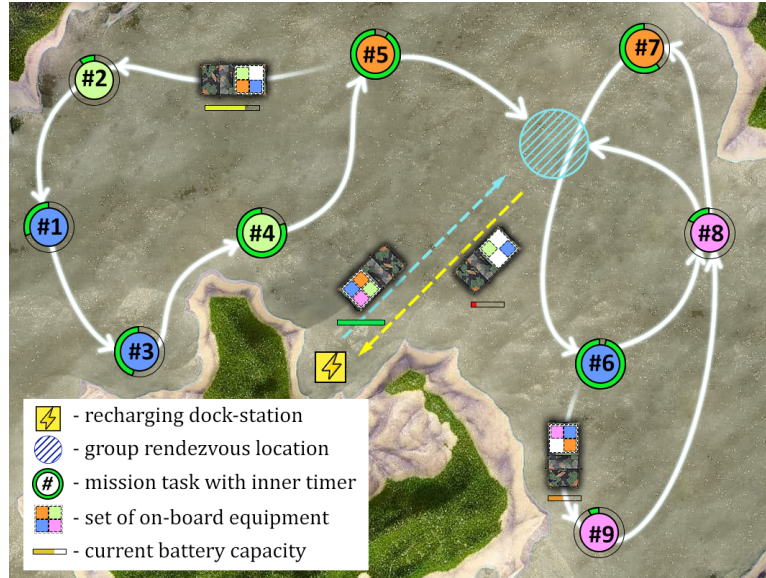 #5
#7
#2
#1
#4
#8
#3
#6
- recharging dock-station
- group rendezvous location
# - mission task with inner timer
- set of on-board equipment
- current battery capacity
#9